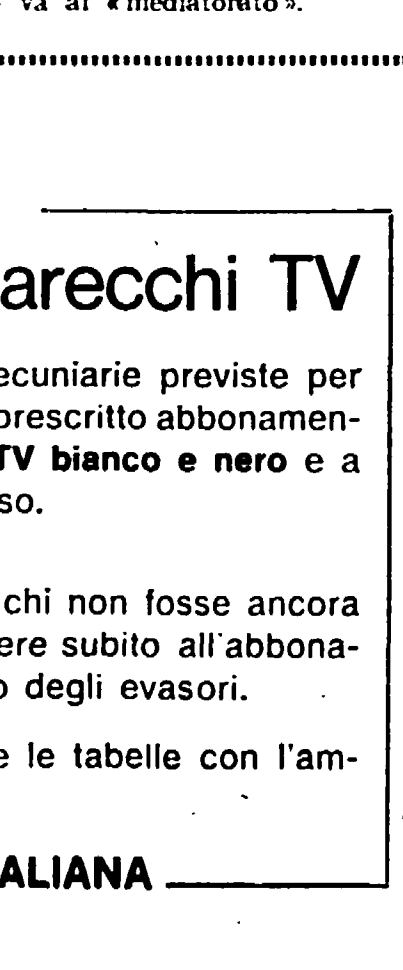 va al «mediatorato».
arecchi TV
ecuniarie previste per
prescritto abbonamen-
TV bianco e nero e a
so.
chi non fosse ancora
ere subito all'abbona-
o degli evasori.
e le tabelle con l'am-
ALIANA